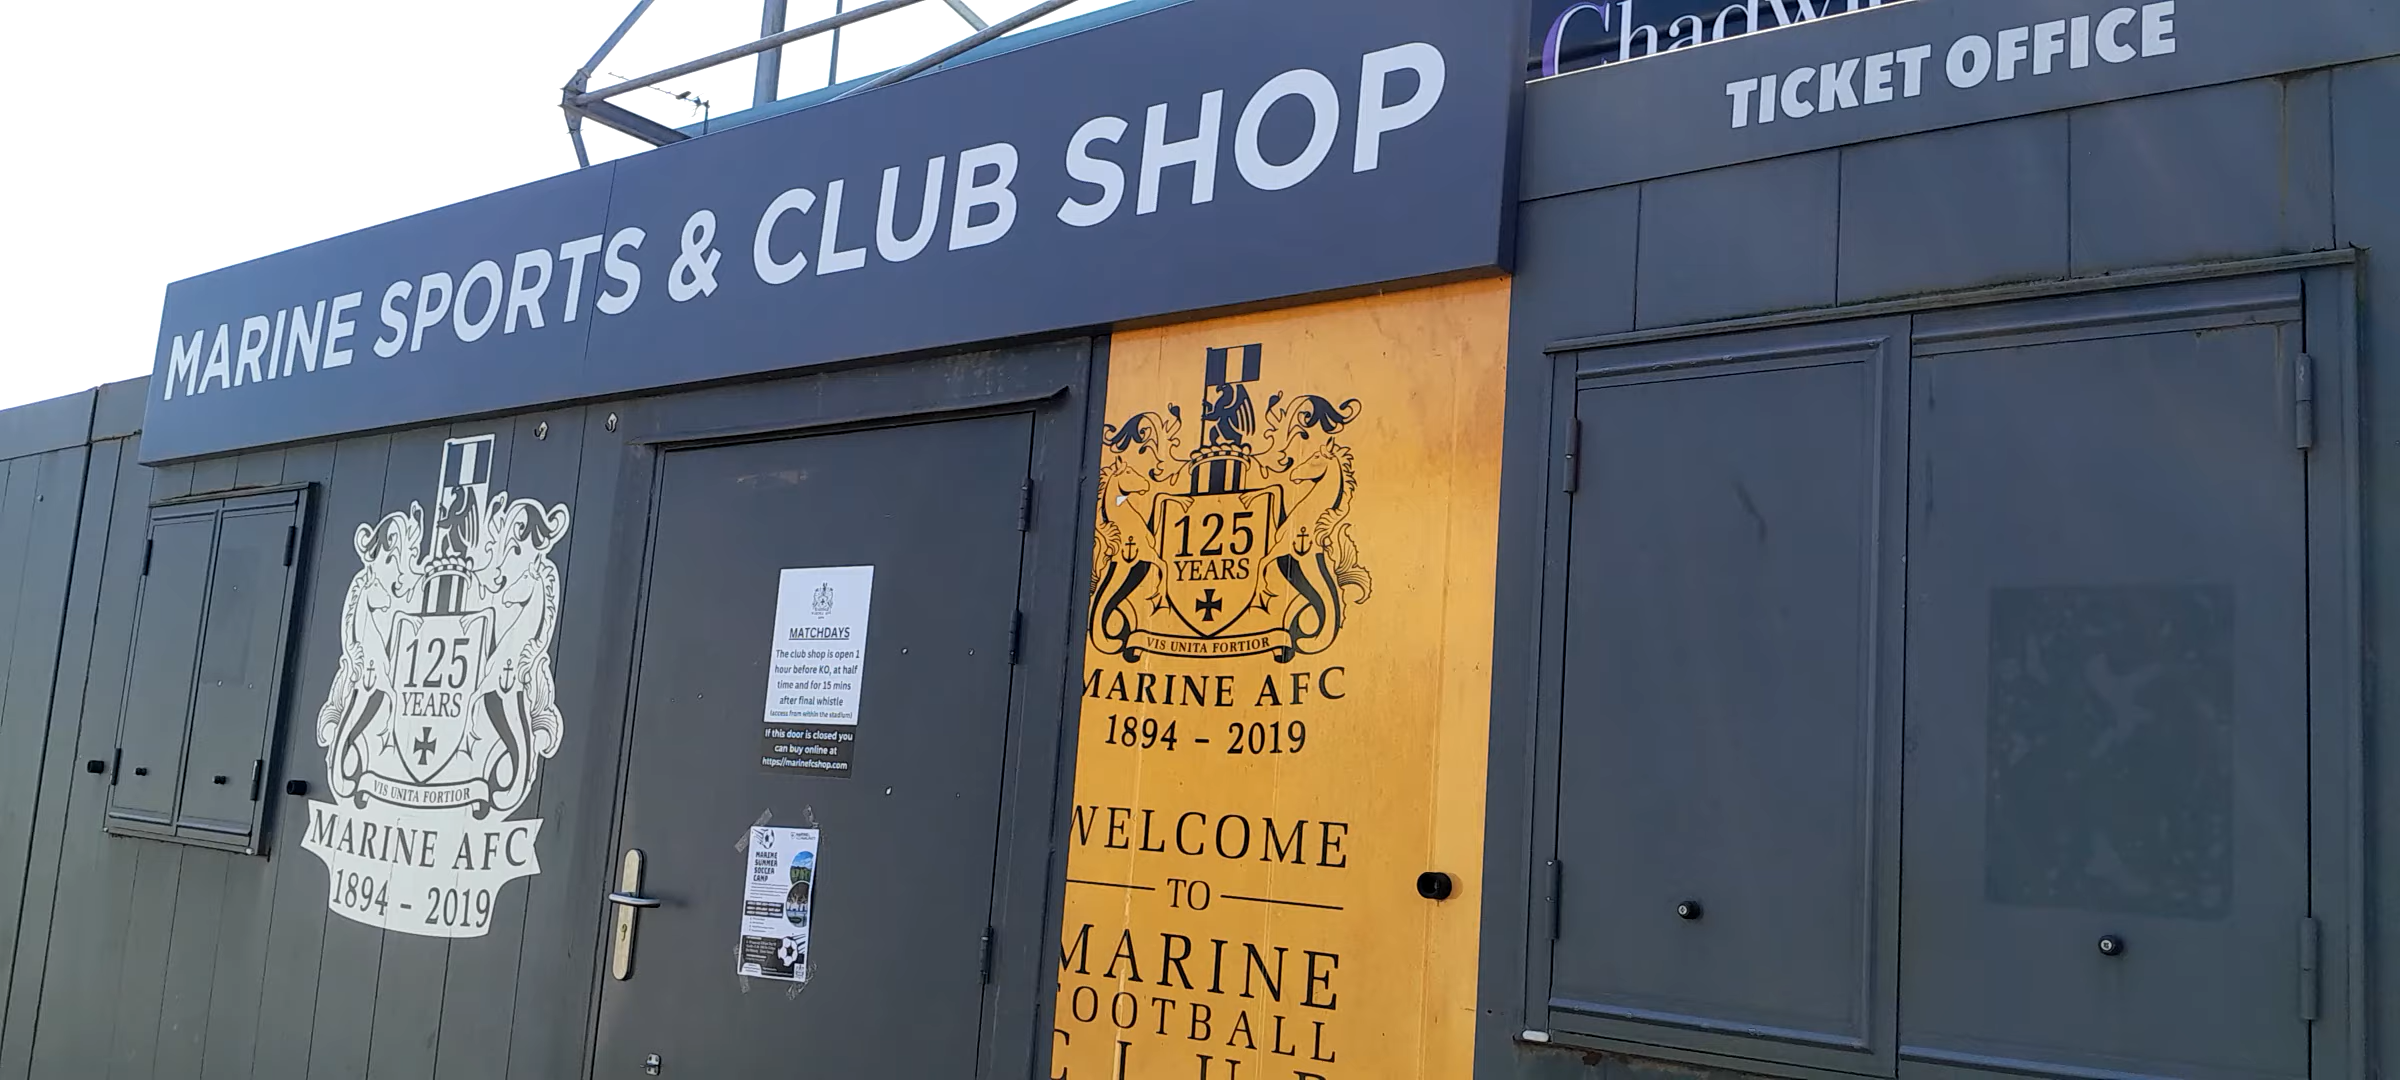 Chadwi
TICKET OFFICE
MARINE SPORTS & CLUB SHOP
125
YEARS
VIS UNITA FORTIOR
MARINE AFC
1894 - 2019
MATCHDAYS
The club shop is open 1
hour before KO, at half
time and for 15 mins
after final whistle
(access from within the stadium)
If this door is closed you
can buy online at
https://marinefcshop.com
MARINE
SUMMER
SOCCER
CAMP
125
YEARS
VIS UNITA FORTIOR
MARINE AFC
1894 - 2019
WELCOME
TO
MARINE
FOOTBALL
CLUB